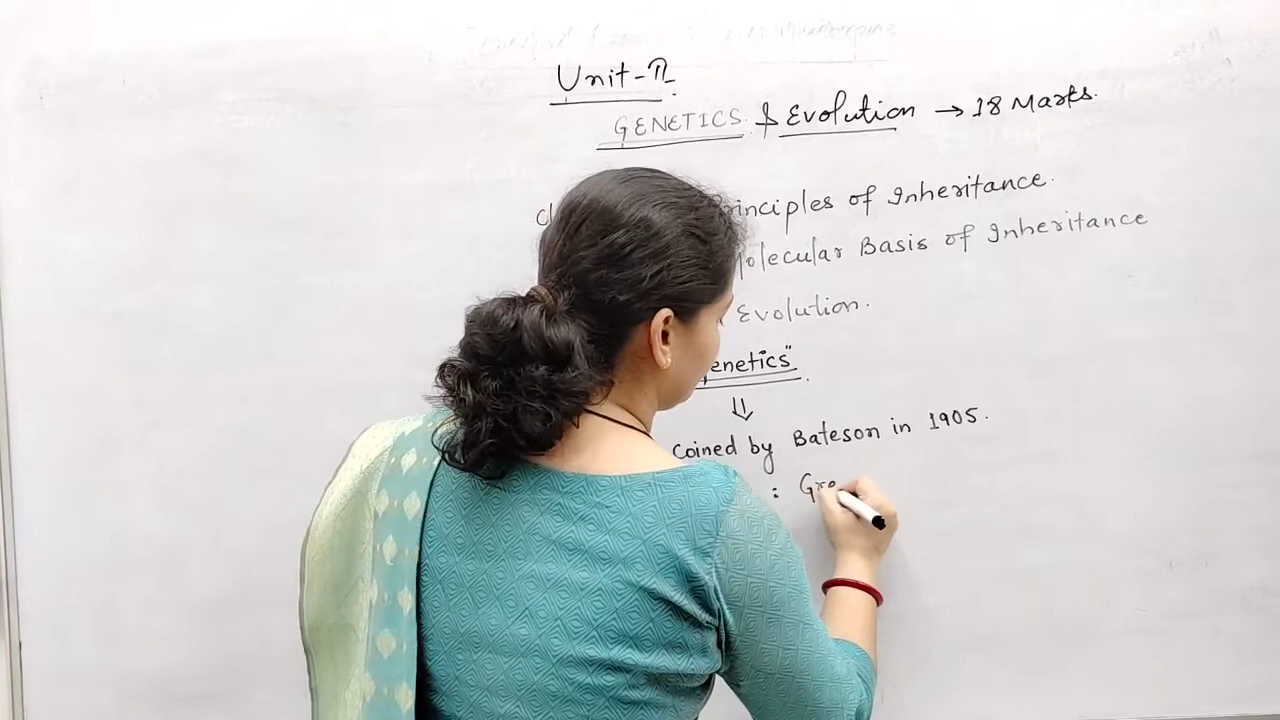 Unit-II
GENETICS & Evolution → 18 Marks.
Principles of Inheritance.
Molecular Basis of Inheritance
Evolution.
enetics"
⇓
Coined by Bateson in 1905.
: Gre